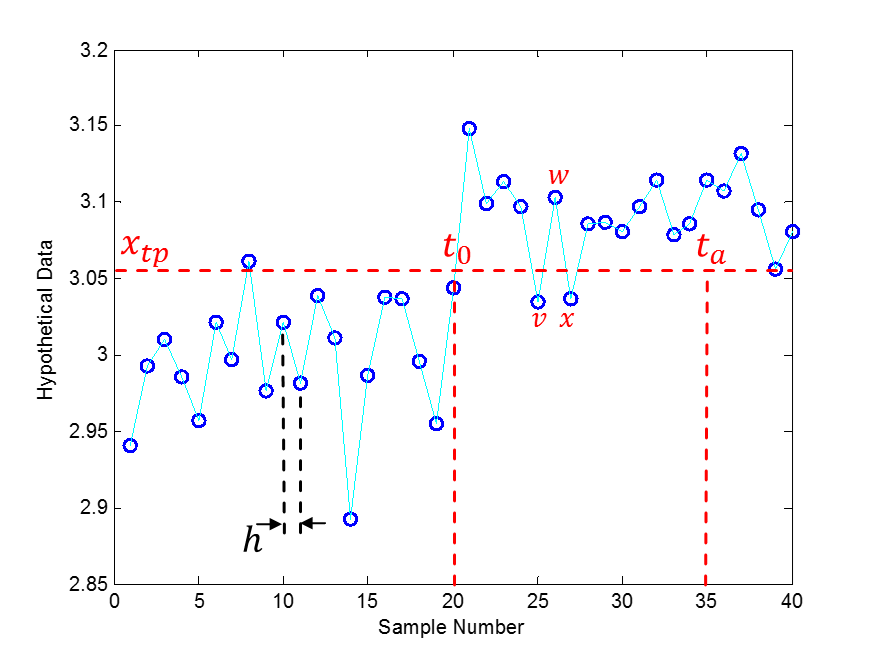 3.2
3.15
3.1
3.05
3
2.95
2.9
2.85
Hypothetical Data
x_tp
t_0
t_a
w
v
x
h
0 5 10 15 20 25 30 35 40
Sample Number